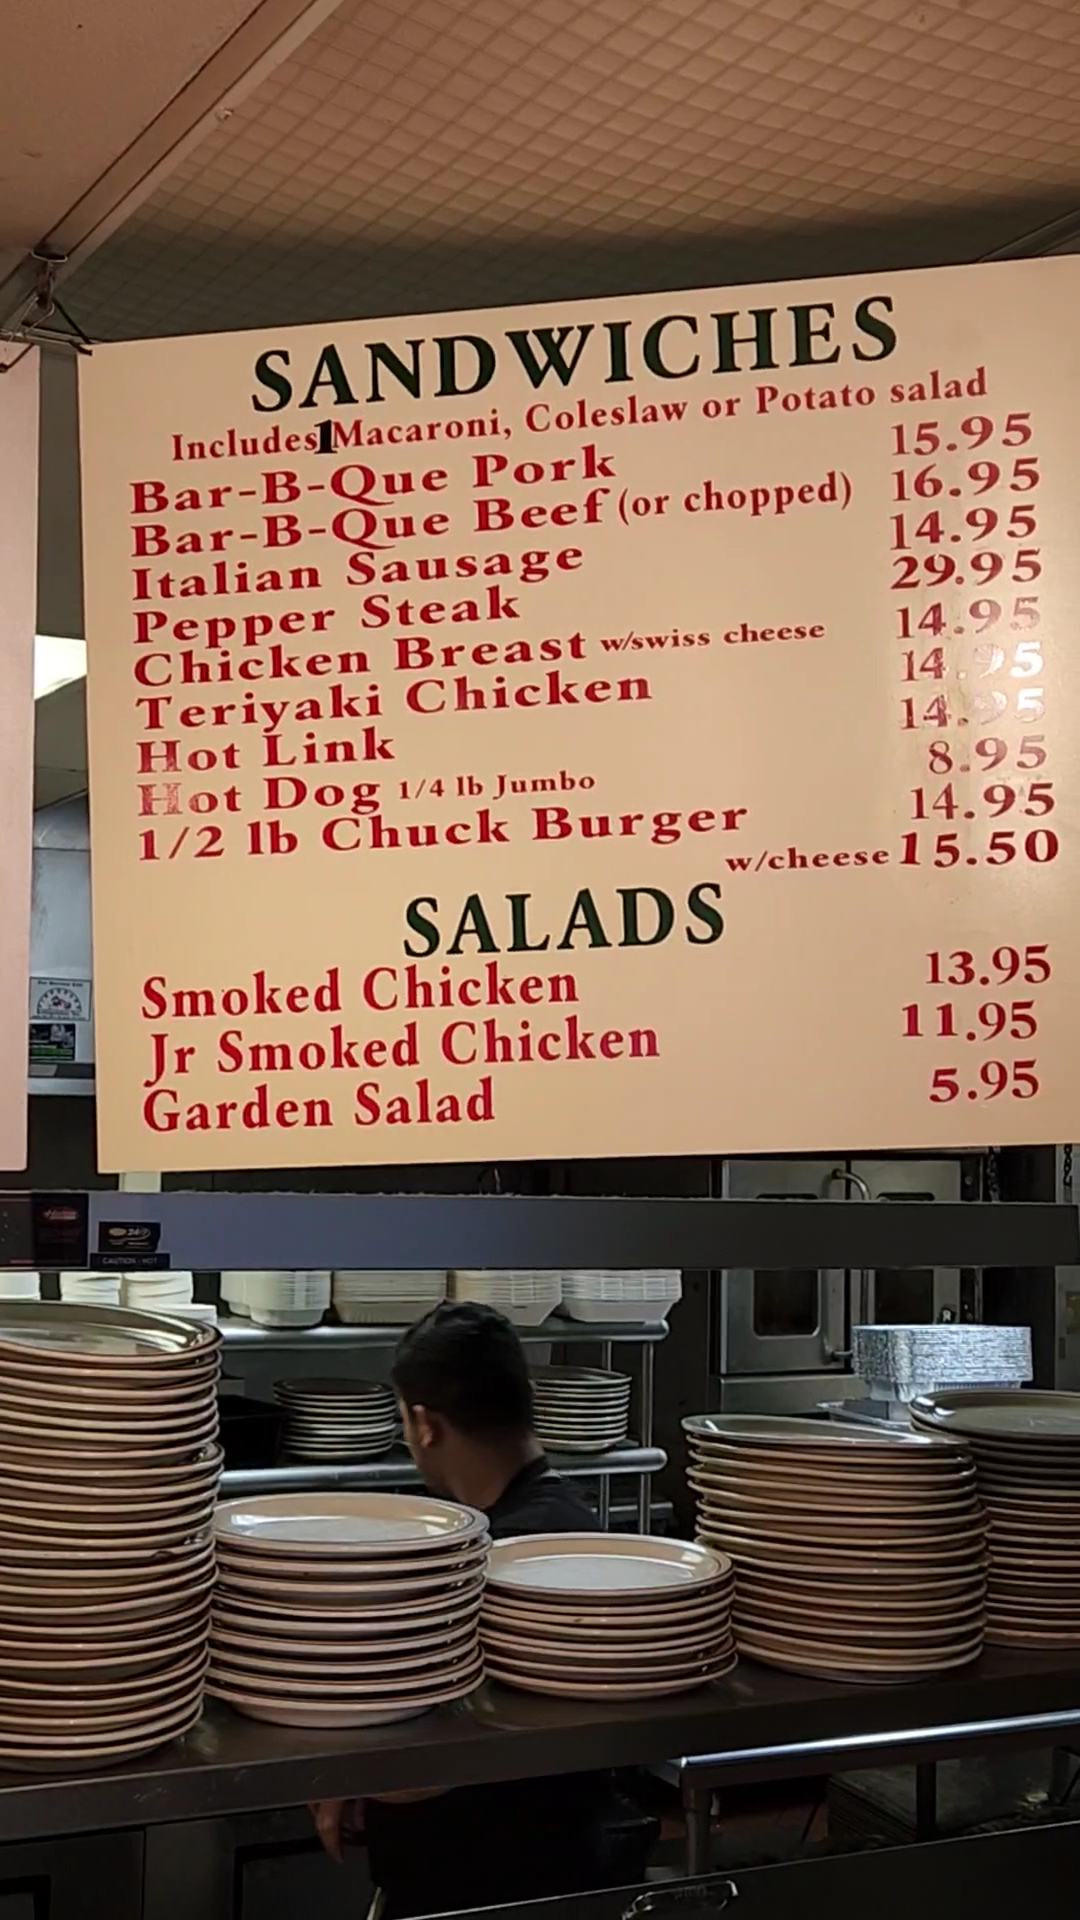 SANDWICHES
Includes 1 Macaroni, Coleslaw or Potato salad
Bar-B-Que Pork 15.95
Bar-B-Que Beef (or chopped) 16.95
Italian Sausage 14.95
Pepper Steak 29.95
Chicken Breast w/swiss cheese 14.95
Teriyaki Chicken 14.95
Hot Link 14.95
Hot Dog 1/4 lb Jumbo 8.95
1/2 lb Chuck Burger 14.95
w/cheese 15.50
SALADS
Smoked Chicken 13.95
Jr Smoked Chicken 11.95
Garden Salad 5.95
CAUTION - HOT